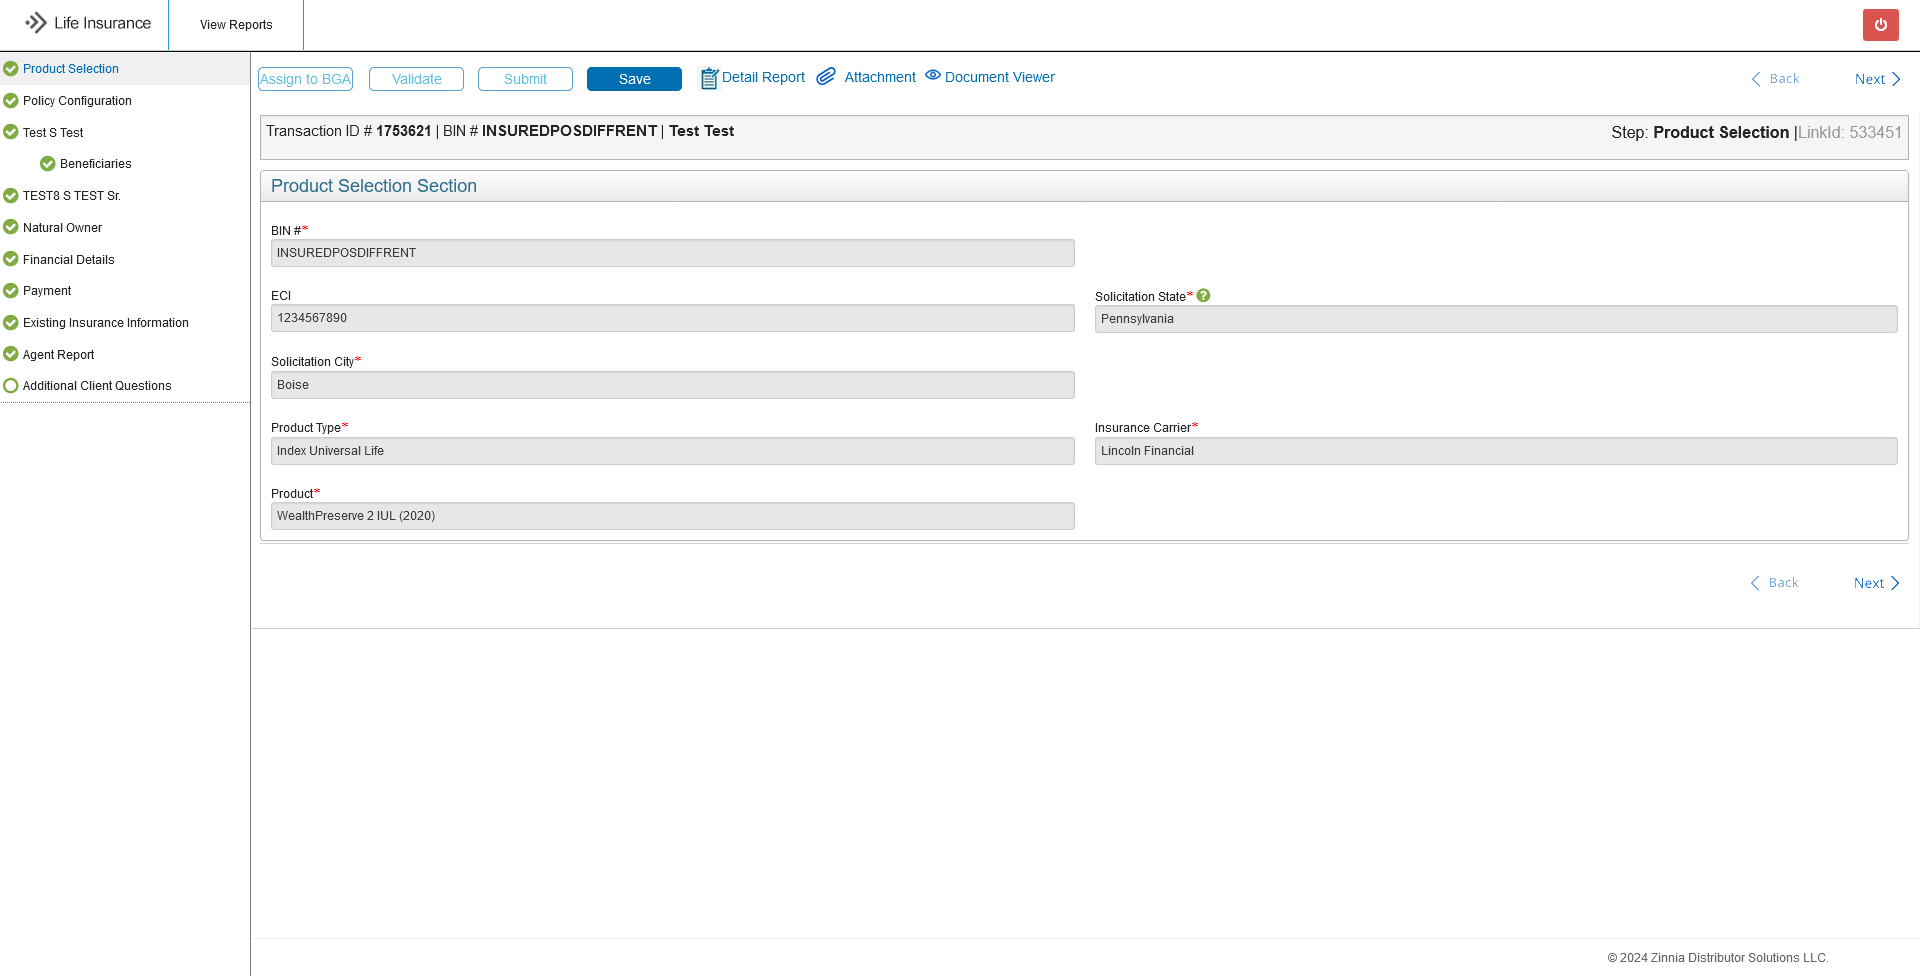 Life Insurance
View Reports
Product Selection
Policy Configuration
Test S Test
Beneficiaries
TEST8 S TEST Sr.
Natural Owner
Financial Details
Payment
Existing Insurance Information
Agent Report
Additional Client Questions
Assign to BGA Validate Submit Save Detail Report Attachment Document Viewer Back Next
Transaction ID # 1753621 | BIN # INSUREDPOSDIFFRENT | Test Test Step: Product Selection |LinkId: 533451
Product Selection Section
BIN #*
INSUREDPOSDIFFRENT
ECI
1234567890
Solicitation State* ?
Pennsylvania
Solicitation City*
Boise
Product Type*
Index Universal Life
Insurance Carrier*
Lincoln Financial
Product*
WealthPreserve 2 IUL (2020)
Back Next
© 2024 Zinnia Distributor Solutions LLC.